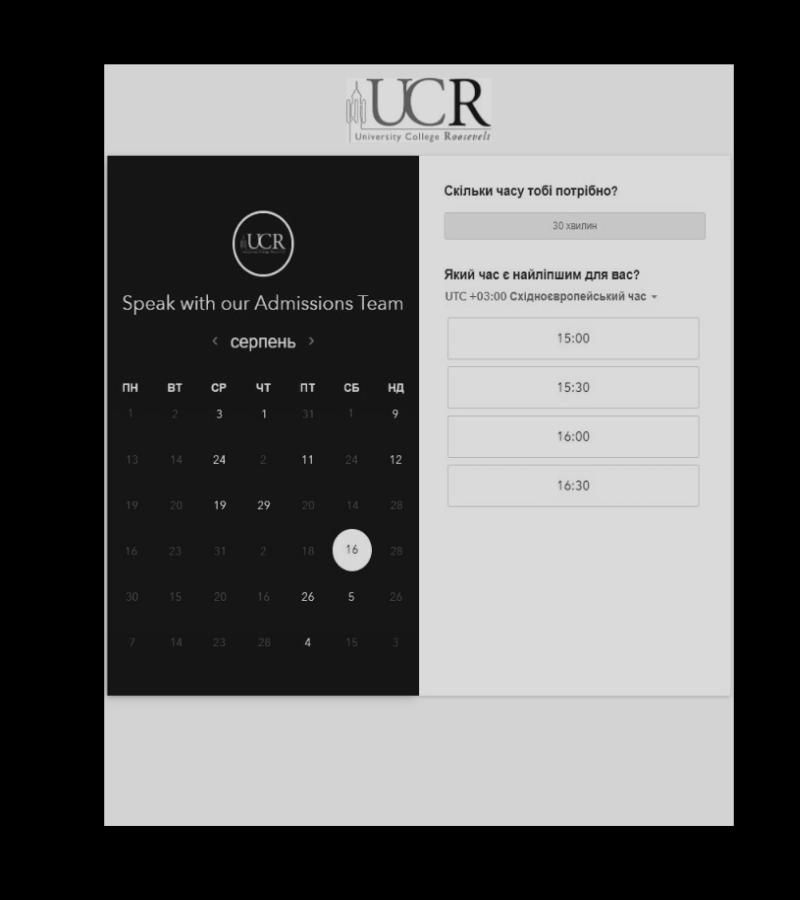 UCR
University College Roosevelt
UCR
Speak with our Admissions Team
‹ серпень ›
ПН ВТ СР ЧТ ПТ СБ НД
1 2 3 1 31 1 9
13 14 24 2 11 24 12
19 20 19 29 20 14 28
16 23 31 2 18 16 28
30 15 20 16 26 5 26
7 14 23 28 4 15 3
Скільки часу тобі потрібно?
30 хвилин
Який час є найліпшим для вас?
UTC +03:00 Східноєвропейський час
15:00
15:30
16:00
16:30